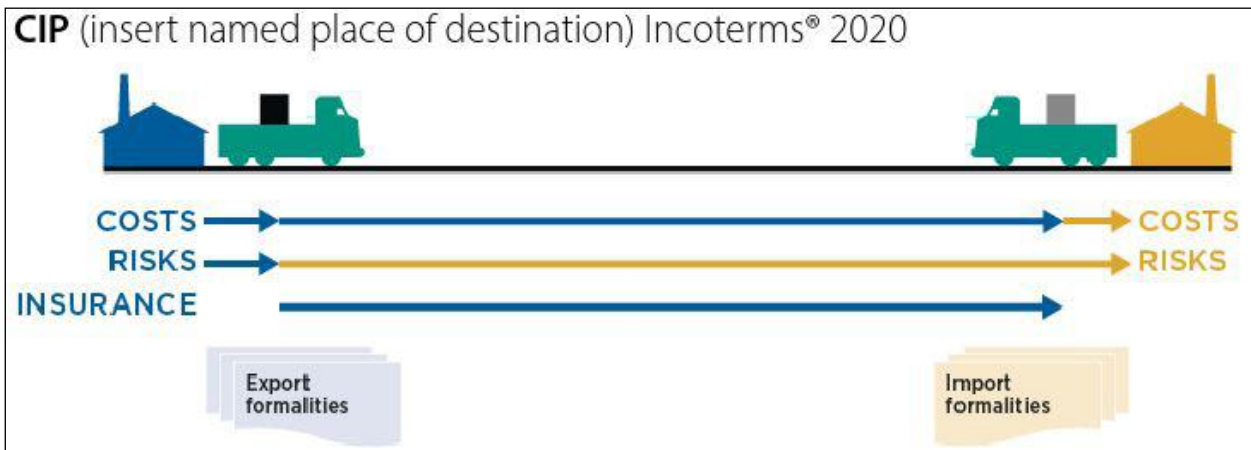 CIP (insert named place of destination) Incoterms® 2020
COSTS COSTS
RISKS RISKS
INSURANCE
Export
formalities
Import
formalities